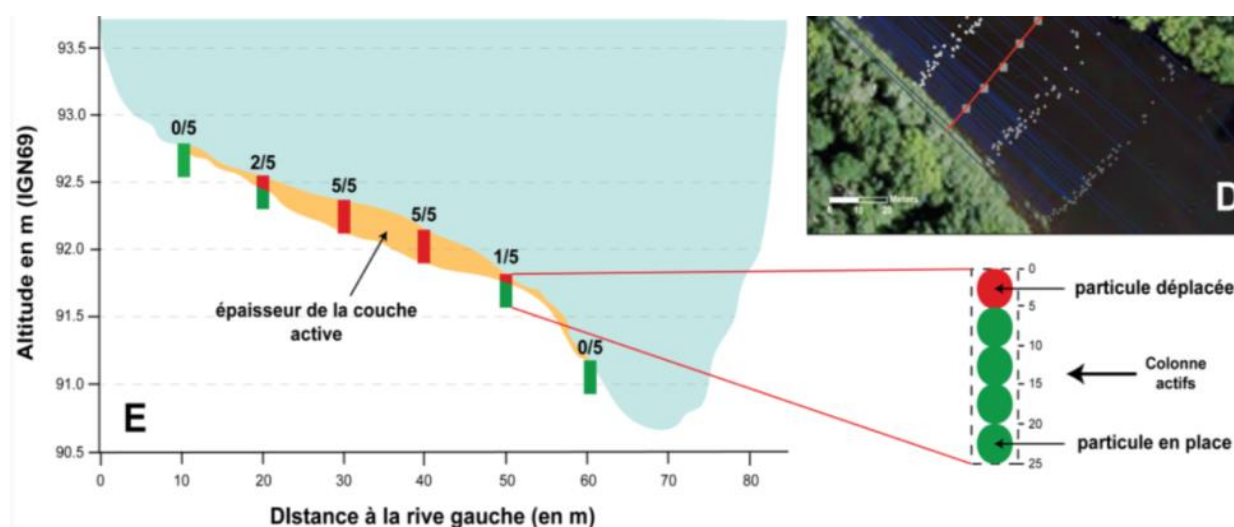 Altitude en m (IGN69)
93.5
93.0
92.5
92.0
91.5
91.0
90.5
0/5
2/5
5/5
5/5
1/5
0/5
épaisseur de la couche
active
E
0
10
20
30
40
50
60
70
80
DIstance à la rive gauche (en m)
Meters
D
0
5
10
15
20
25
particule déplacée
Colonne
actifs
particule en place